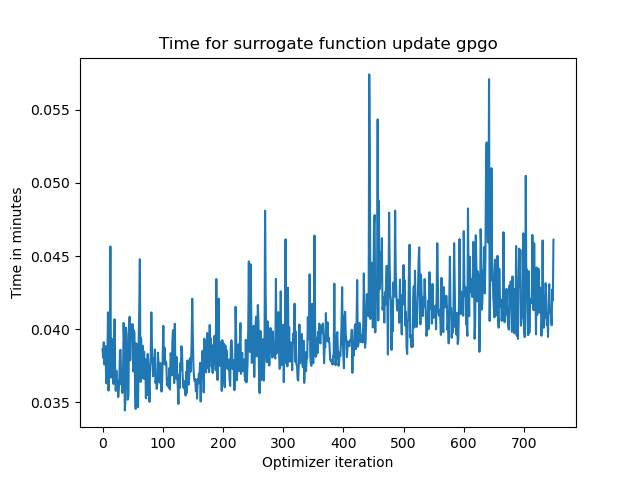 Time for surrogate function update gpgo
Time in minutes
0.055
0.050
0.045
0.040
0.035
0 100 200 300 400 500 600 700
Optimizer iteration